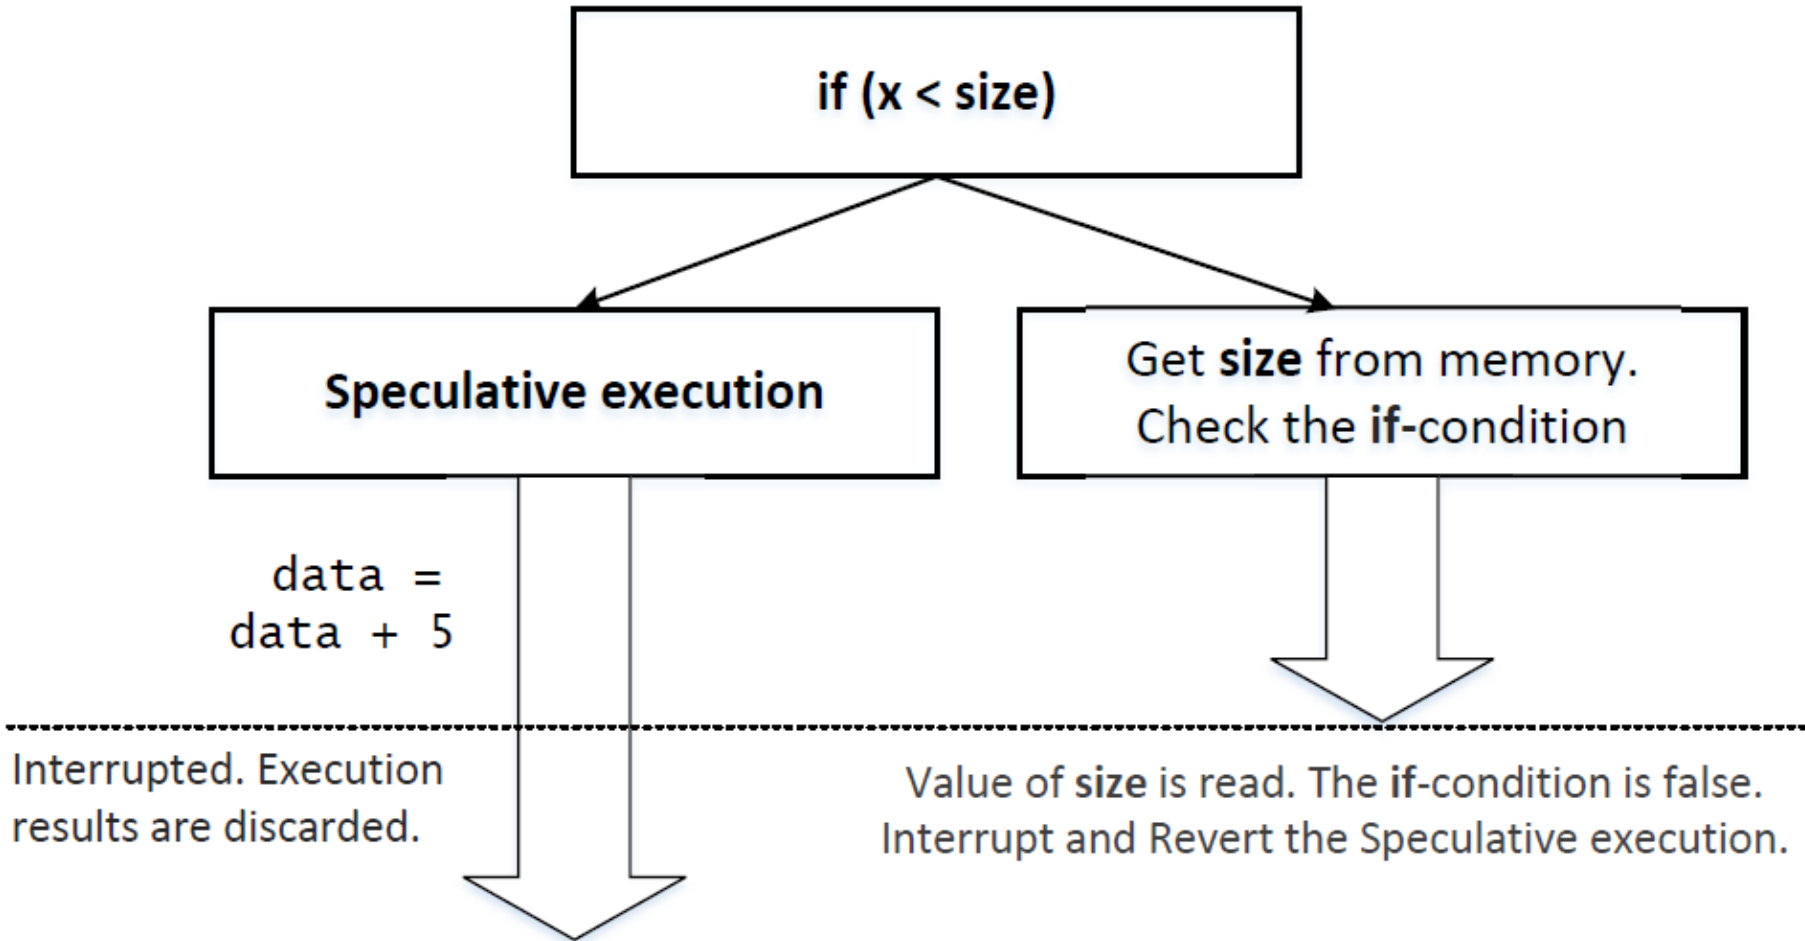 if (x < size)
Speculative execution
Get size from memory.
Check the if-condition
data =
data + 5
Interrupted. Execution
results are discarded.
Value of size is read. The if-condition is false.
Interrupt and Revert the Speculative execution.